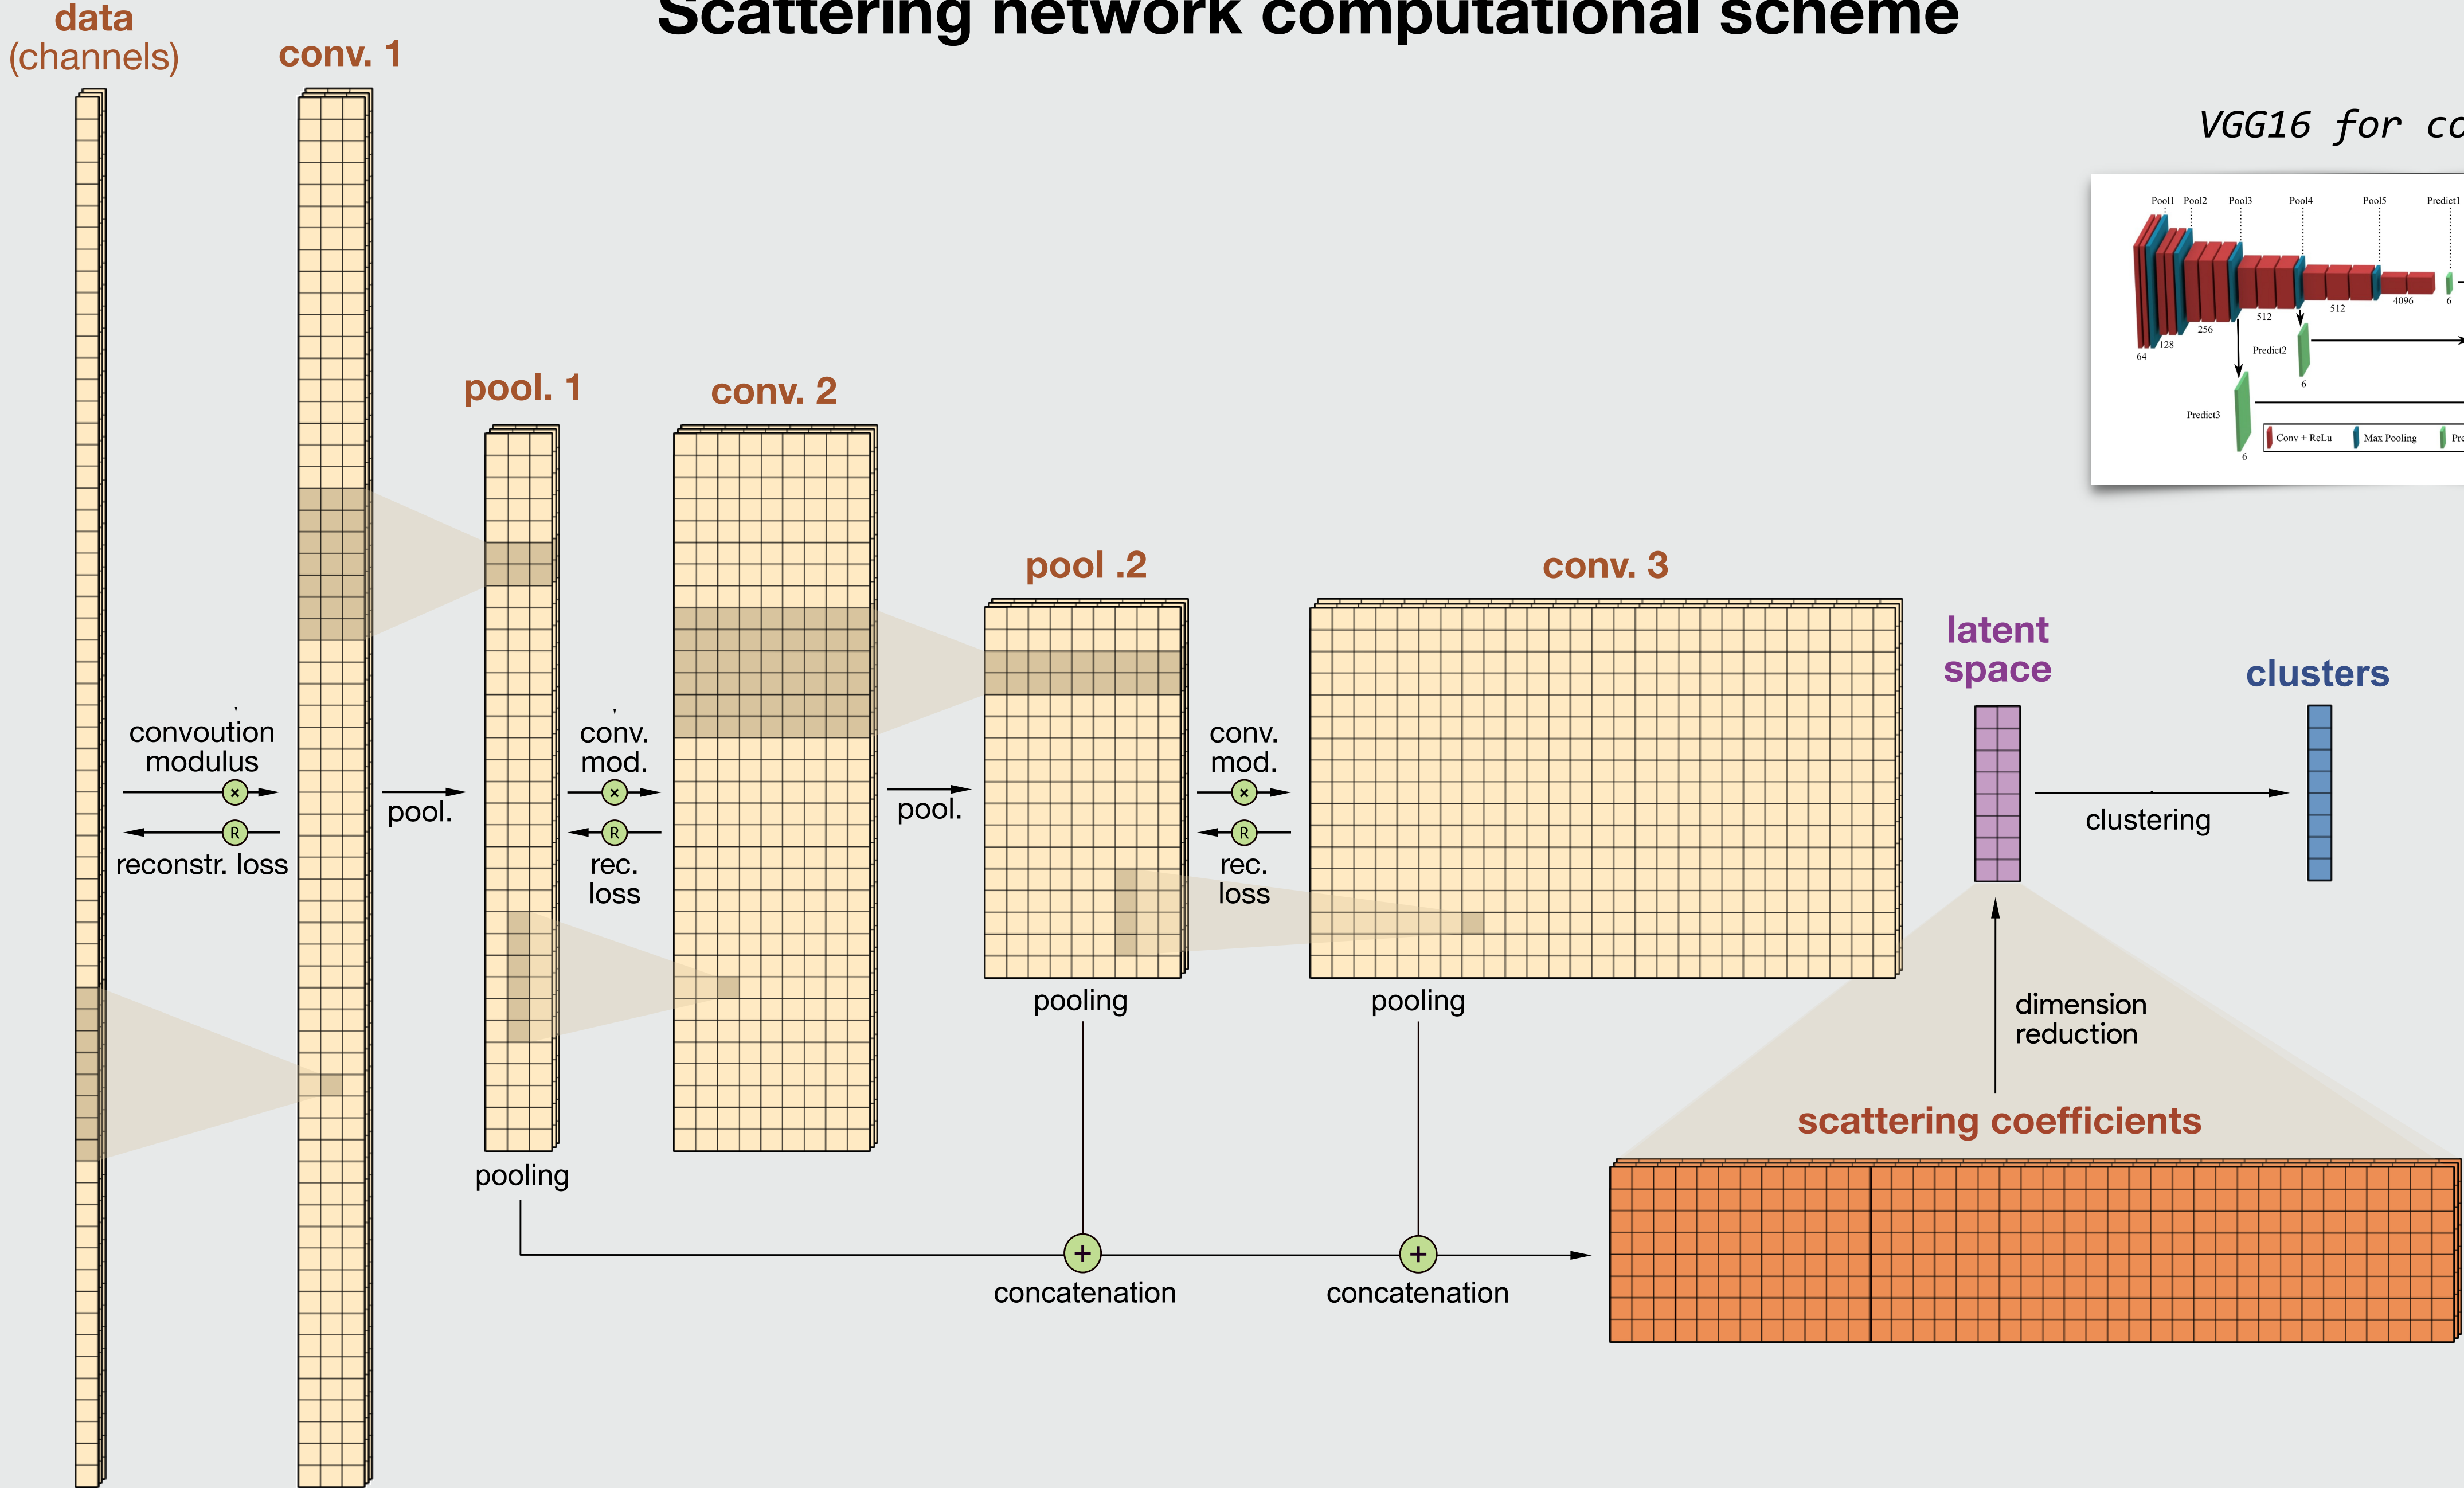 Scattering network computational scheme
data
(channels)
conv. 1
pool. 1
conv. 2
pool .2
conv. 3
latent
space
clusters
convoution
modulus
×
R
reconstr. loss
pool.
conv.
mod.
×
R
rec.
loss
pool.
conv.
mod.
×
R
rec.
loss
clustering
dimension
reduction
scattering coefficients
pooling
pooling
pooling
+
concatenation
+
concatenation
VGG16 for co
Pool1 Pool2 Pool3 Pool4 Pool5 Predict1
64
128
256
512
512
4096
6
Predict2
6
Predict3
6
Conv + ReLu
Max Pooling
Pre